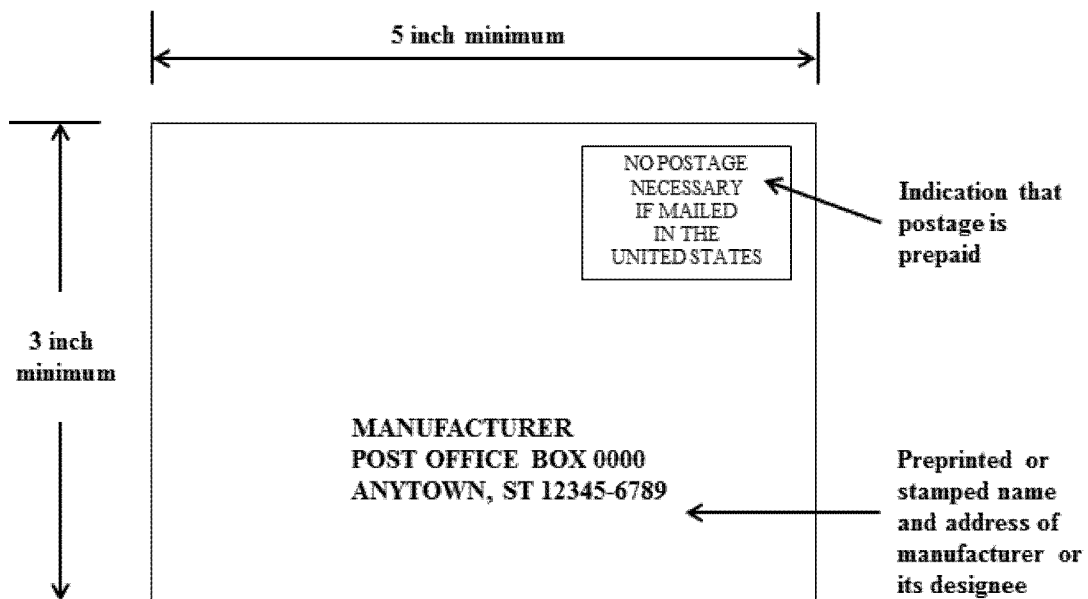 5 inch minimum
NO POSTAGE
NECESSARY
IF MAILED
IN THE
UNITED STATES
Indication that
postage is
prepaid
3 inch
minimum
MANUFACTURER
POST OFFICE BOX 0000
ANYTOWN, ST 12345-6789
Preprinted or
stamped name
and address of
manufacturer or
its designee